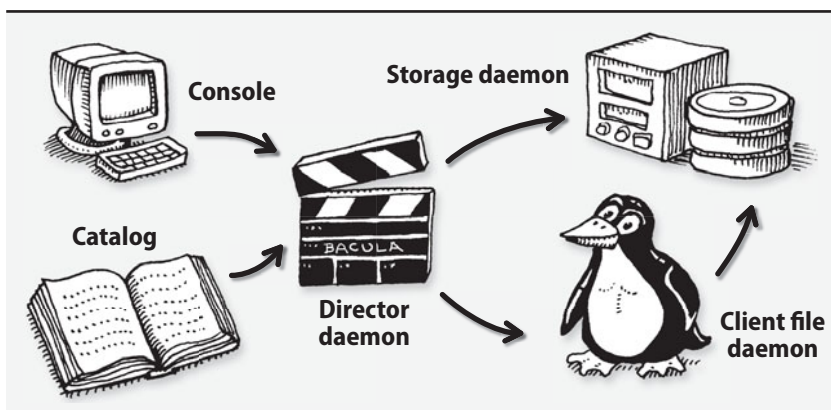 Console
Storage daemon
Catalog
BACULA
Director
daemon
Client file
daemon